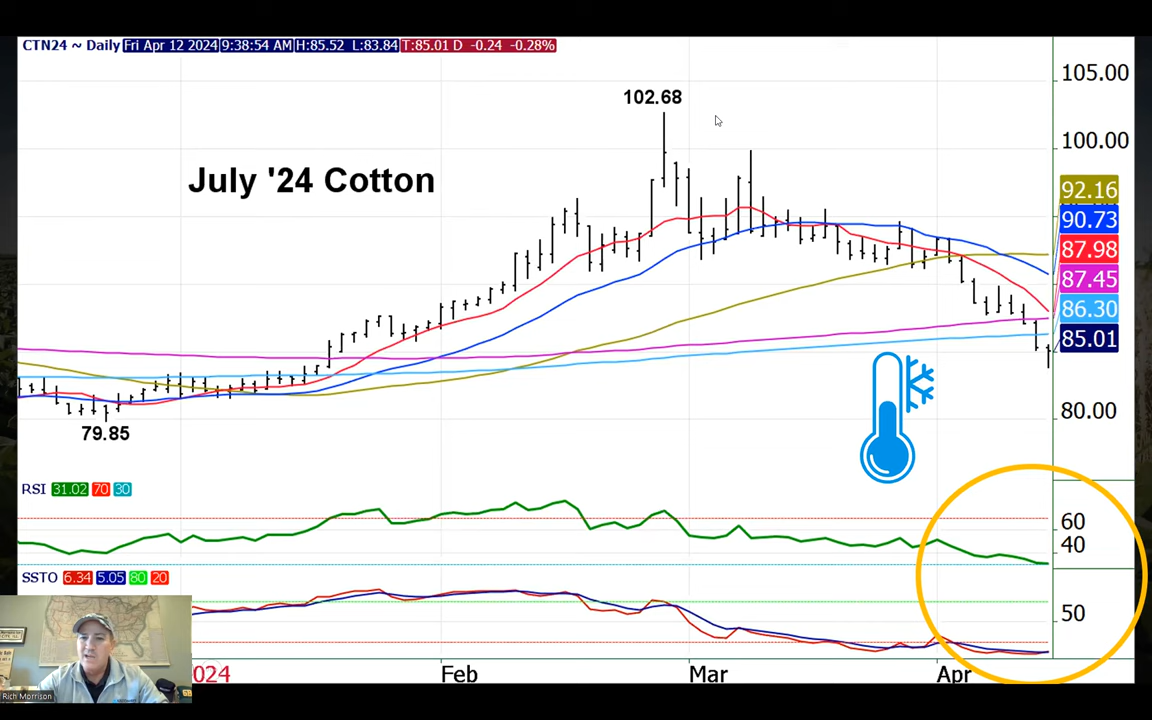 CTN24 ~ Daily Fri Apr 12 2024 9:38:54 AM H:85.52 L:83.84 T:85.01 D -0.24 -0.28%
105.00
102.68
100.00
July '24 Cotton
92.16
90.73
87.98
87.45
86.30
85.01
80.00
79.85
RSI 31.02 70 30
60
40
SSTO 6.34 5.05 80 20
50
2024 Feb Mar Apr
Rich Morrison